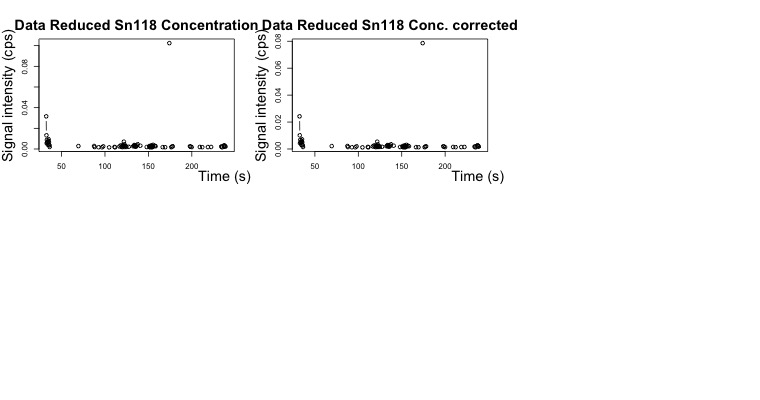 Data Reduced Sn118 Concentration
Signal intensity (cps)
0.00
0.04
0.08
50
100
150
200
Time (s)
Data Reduced Sn118 Conc. corrected
Signal intensity (cps)
0.00
0.02
0.04
0.06
0.08
50
100
150
200
Time (s)